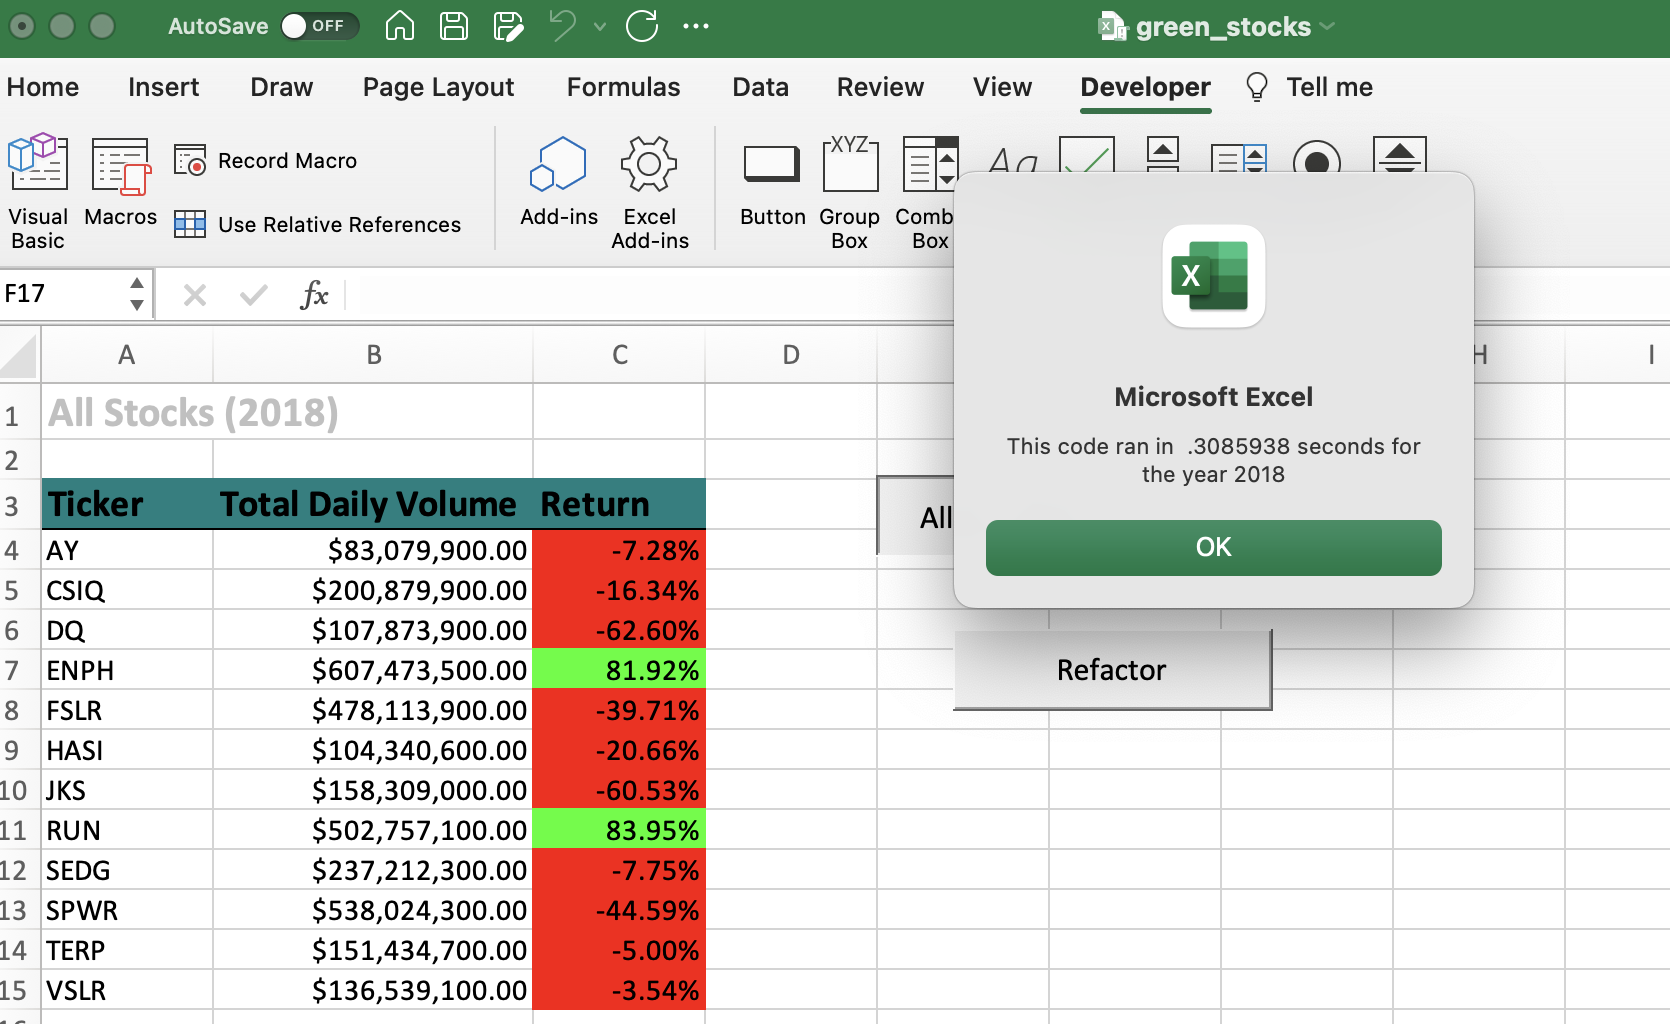 AutoSave OFF green_stocks
Home Insert Draw Page Layout Formulas Data Review View Developer Tell me
Visual Basic
Macros
Record Macro
Use Relative References
Add-ins
Excel Add-ins
Button
XYZ
Group Box
Comb
Box
Aa
F17 fx
A B C D H I
1 All Stocks (2018)
2
3 Ticker Total Daily Volume Return
4 AY $83,079,900.00 -7.28%
5 CSIQ $200,879,900.00 -16.34%
6 DQ $107,873,900.00 -62.60%
7 ENPH $607,473,500.00 81.92%
8 FSLR $478,113,900.00 -39.71%
9 HASI $104,340,600.00 -20.66%
10 JKS $158,309,000.00 -60.53%
11 RUN $502,757,100.00 83.95%
12 SEDG $237,212,300.00 -7.75%
13 SPWR $538,024,300.00 -44.59%
14 TERP $151,434,700.00 -5.00%
15 VSLR $136,539,100.00 -3.54%
All
X
Microsoft Excel
This code ran in .3085938 seconds for
the year 2018
OK
Refactor